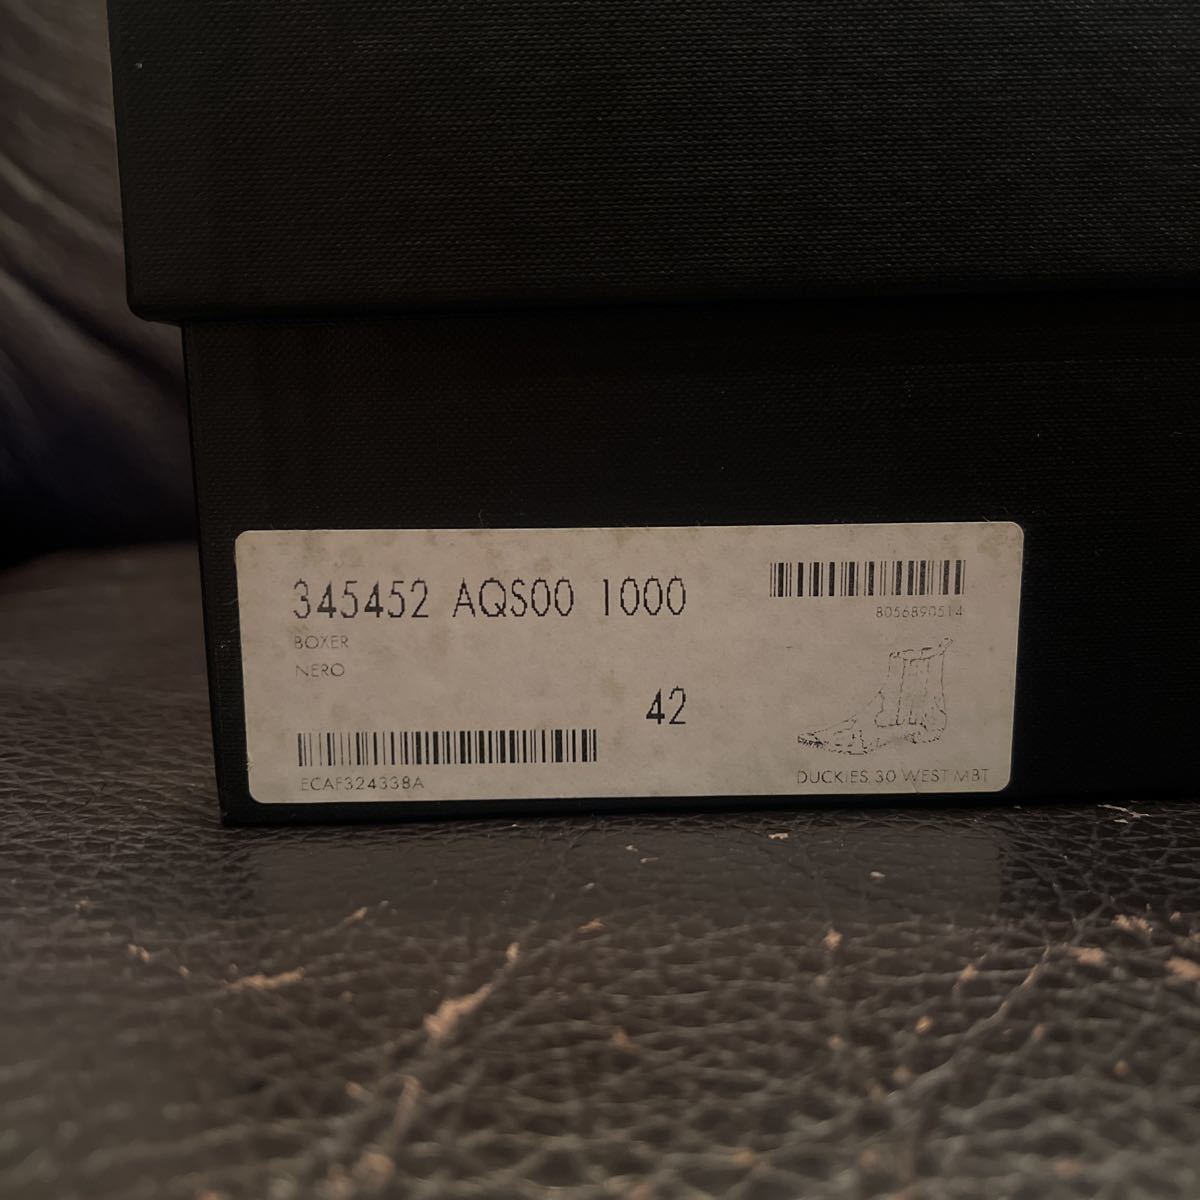 345452 AQS00 1000
BOXER
NERO
42
ECAF324338A
8056890514
DUCKIES 30 WEST MBT